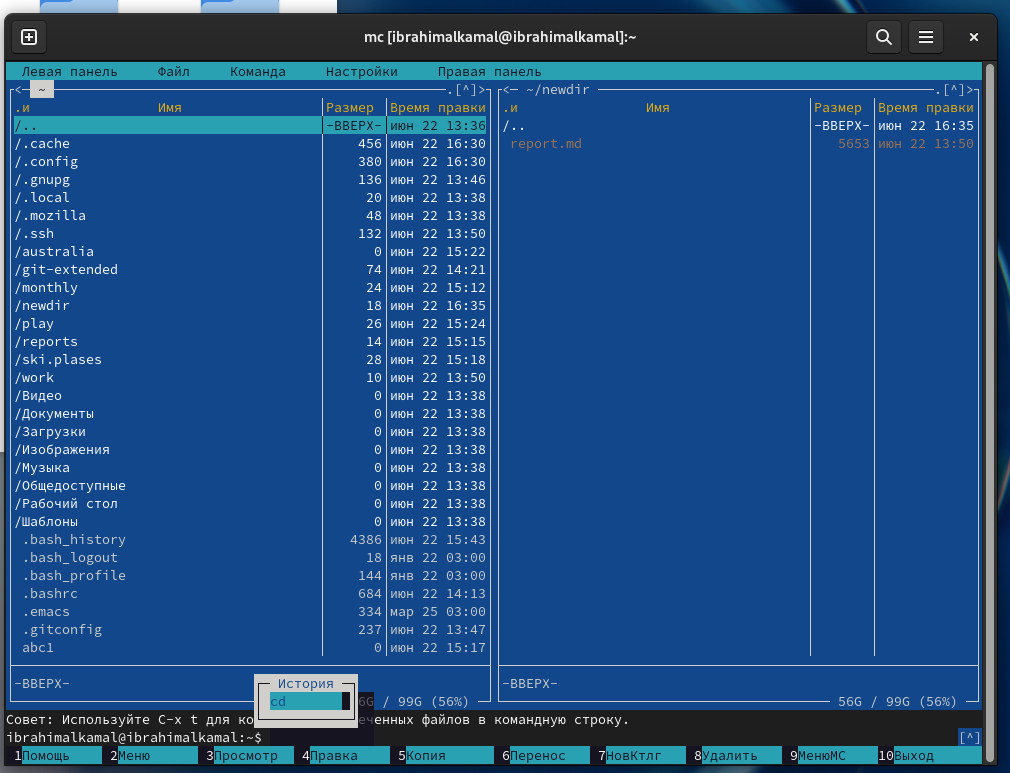 mc [ibrahimalkamal@ibrahimalkamal]:~
Левая панель Файл Команда Настройки Правая панель
<─ ~ .[^]>
.и Имя Размер Время правки
/.. -ВВЕРХ- июн 22 13:36
/.cache 456 июн 22 16:30
/.config 380 июн 22 16:30
/.gnupg 136 июн 22 13:46
/.local 20 июн 22 13:38
/.mozilla 48 июн 22 13:38
/.ssh 132 июн 22 13:50
/australia 0 июн 22 15:22
/git-extended 74 июн 22 14:21
/monthly 24 июн 22 15:12
/newdir 18 июн 22 16:35
/play 26 июн 22 15:24
/reports 14 июн 22 15:15
/ski.plases 28 июн 22 15:18
/work 10 июн 22 13:50
/Видео 0 июн 22 13:38
/Документы 0 июн 22 13:38
/Загрузки 0 июн 22 13:38
/Изображения 0 июн 22 13:38
/Музыка 0 июн 22 13:38
/Общедоступные 0 июн 22 13:38
/Рабочий стол 0 июн 22 13:38
/Шаблоны 0 июн 22 13:38
.bash_history 4386 июн 22 15:43
.bash_logout 18 янв 22 03:00
.bash_profile 144 янв 22 03:00
.bashrc 684 июн 22 14:13
.emacs 334 мар 25 03:00
.gitconfig 237 июн 22 13:47
abc1 0 июн 22 15:17
-ВВЕРХ-
6G / 99G (56%)
<─ ~/newdir .[^]>
.и Имя Размер Время правки
/.. -ВВЕРХ- июн 22 16:35
report.md 5653 июн 22 13:50
-ВВЕРХ-
56G / 99G (56%)
История
cd
Совет: Используйте C-x t для ко ченных файлов в командную строку.
ibrahimalkamal@ibrahimalkamal:~$ [^]
1Помощь 2Меню 3Просмотр 4Правка 5Копия 6Перенос 7НовКтлг 8Удалить 9МенюMC 10Выход